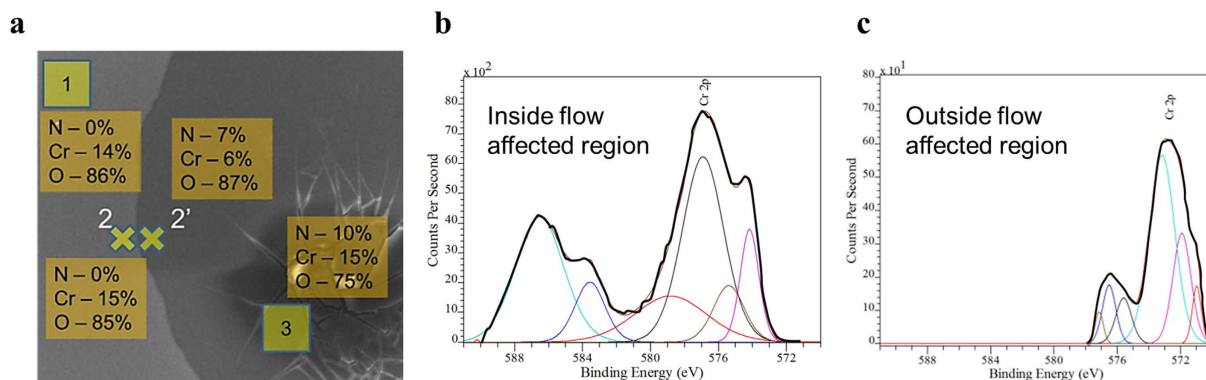 a
1
N – 0%
Cr – 14%
O – 86%
N – 7%
Cr – 6%
O – 87%
2 2'
N – 0%
Cr – 15%
O – 85%
N – 10%
Cr – 15%
O – 75%
3
b
x 10²
Cr 2p
Inside flow
affected region
80
70
60
50
40
30
20
10
0
Counts Per Second
588 584 580 576 572
Binding Energy (eV)
c
x 10¹
Cr 2p
Outside flow
affected region
80
70
60
50
40
30
20
10
0
Counts Per Second
588 584 580 576 572
Binding Energy (eV)